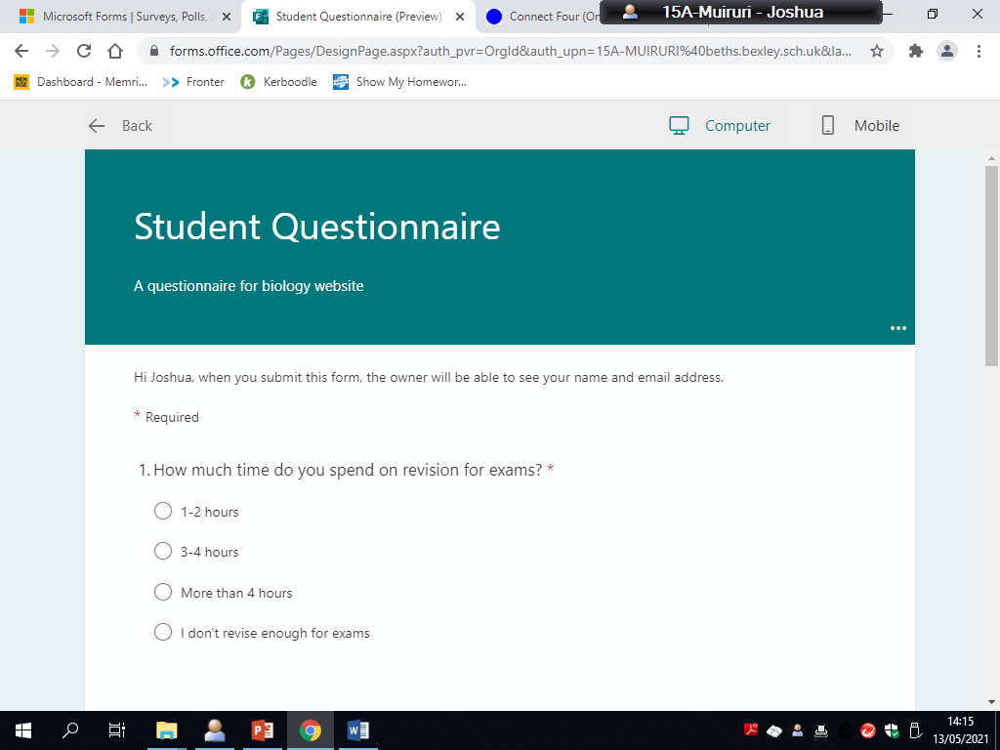 Microsoft Forms | Surveys, Polls,
Student Questionnaire (Preview)
Connect Four (On
15A-Muiruri - Joshua
forms.office.com/Pages/DesignPage.aspx?auth_pvr=OrgId&auth_upn=15A-MUIRURI%40beths.bexley.sch.uk&la...
Dashboard - Memri...
Fronter
Kerboodle
Show My Homewor...
Back
Computer
Mobile
Student Questionnaire
A questionnaire for biology website
Hi Joshua, when you submit this form, the owner will be able to see your name and email address.
* Required
1. How much time do you spend on revision for exams? *
1-2 hours
3-4 hours
More than 4 hours
I don't revise enough for exams
14:15
13/05/2021